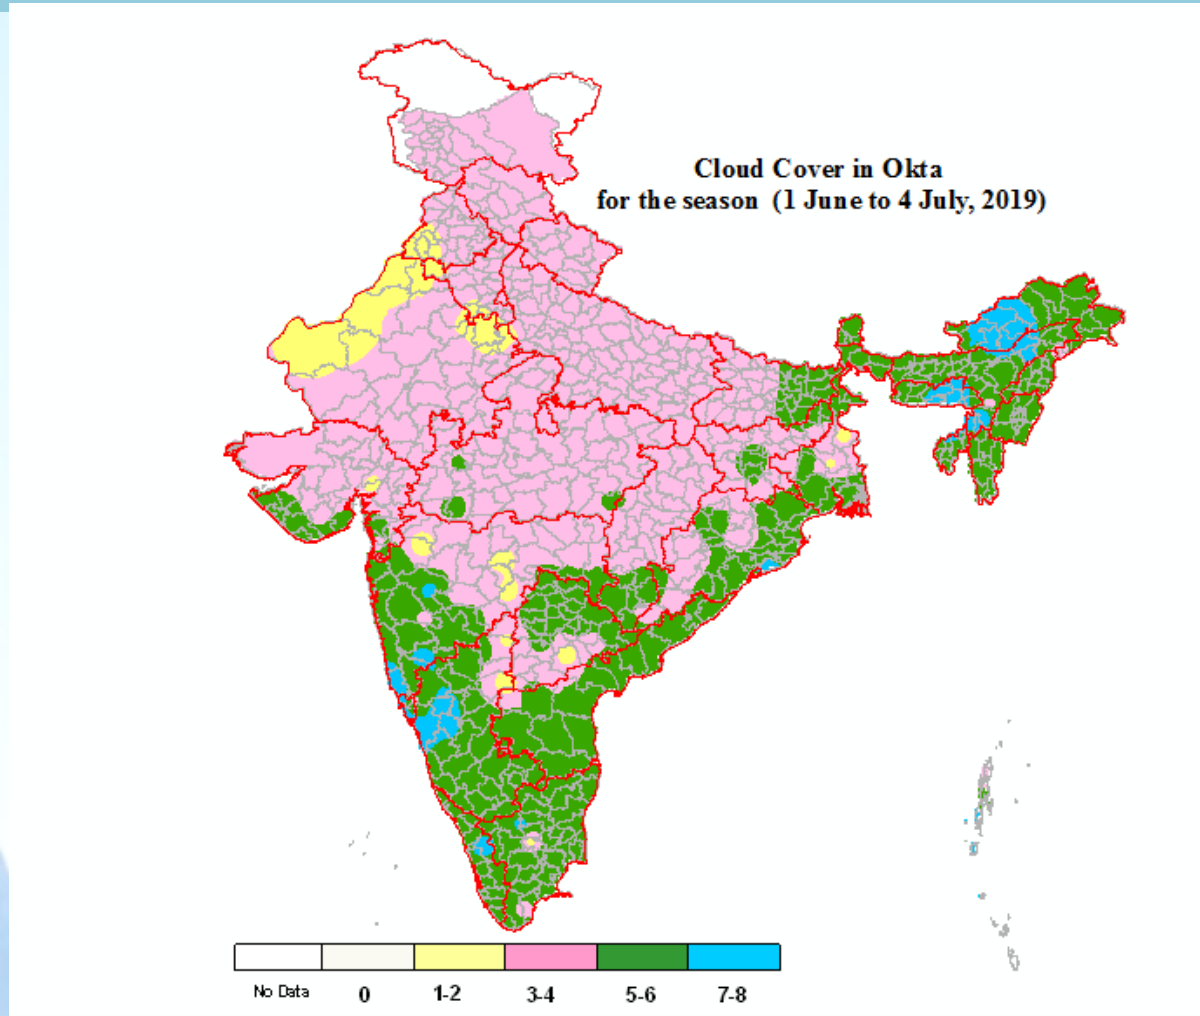 Cloud Cover in Okta
for the season (1 June to 4 July, 2019)
No Data
0
1-2
3-4
5-6
7-8